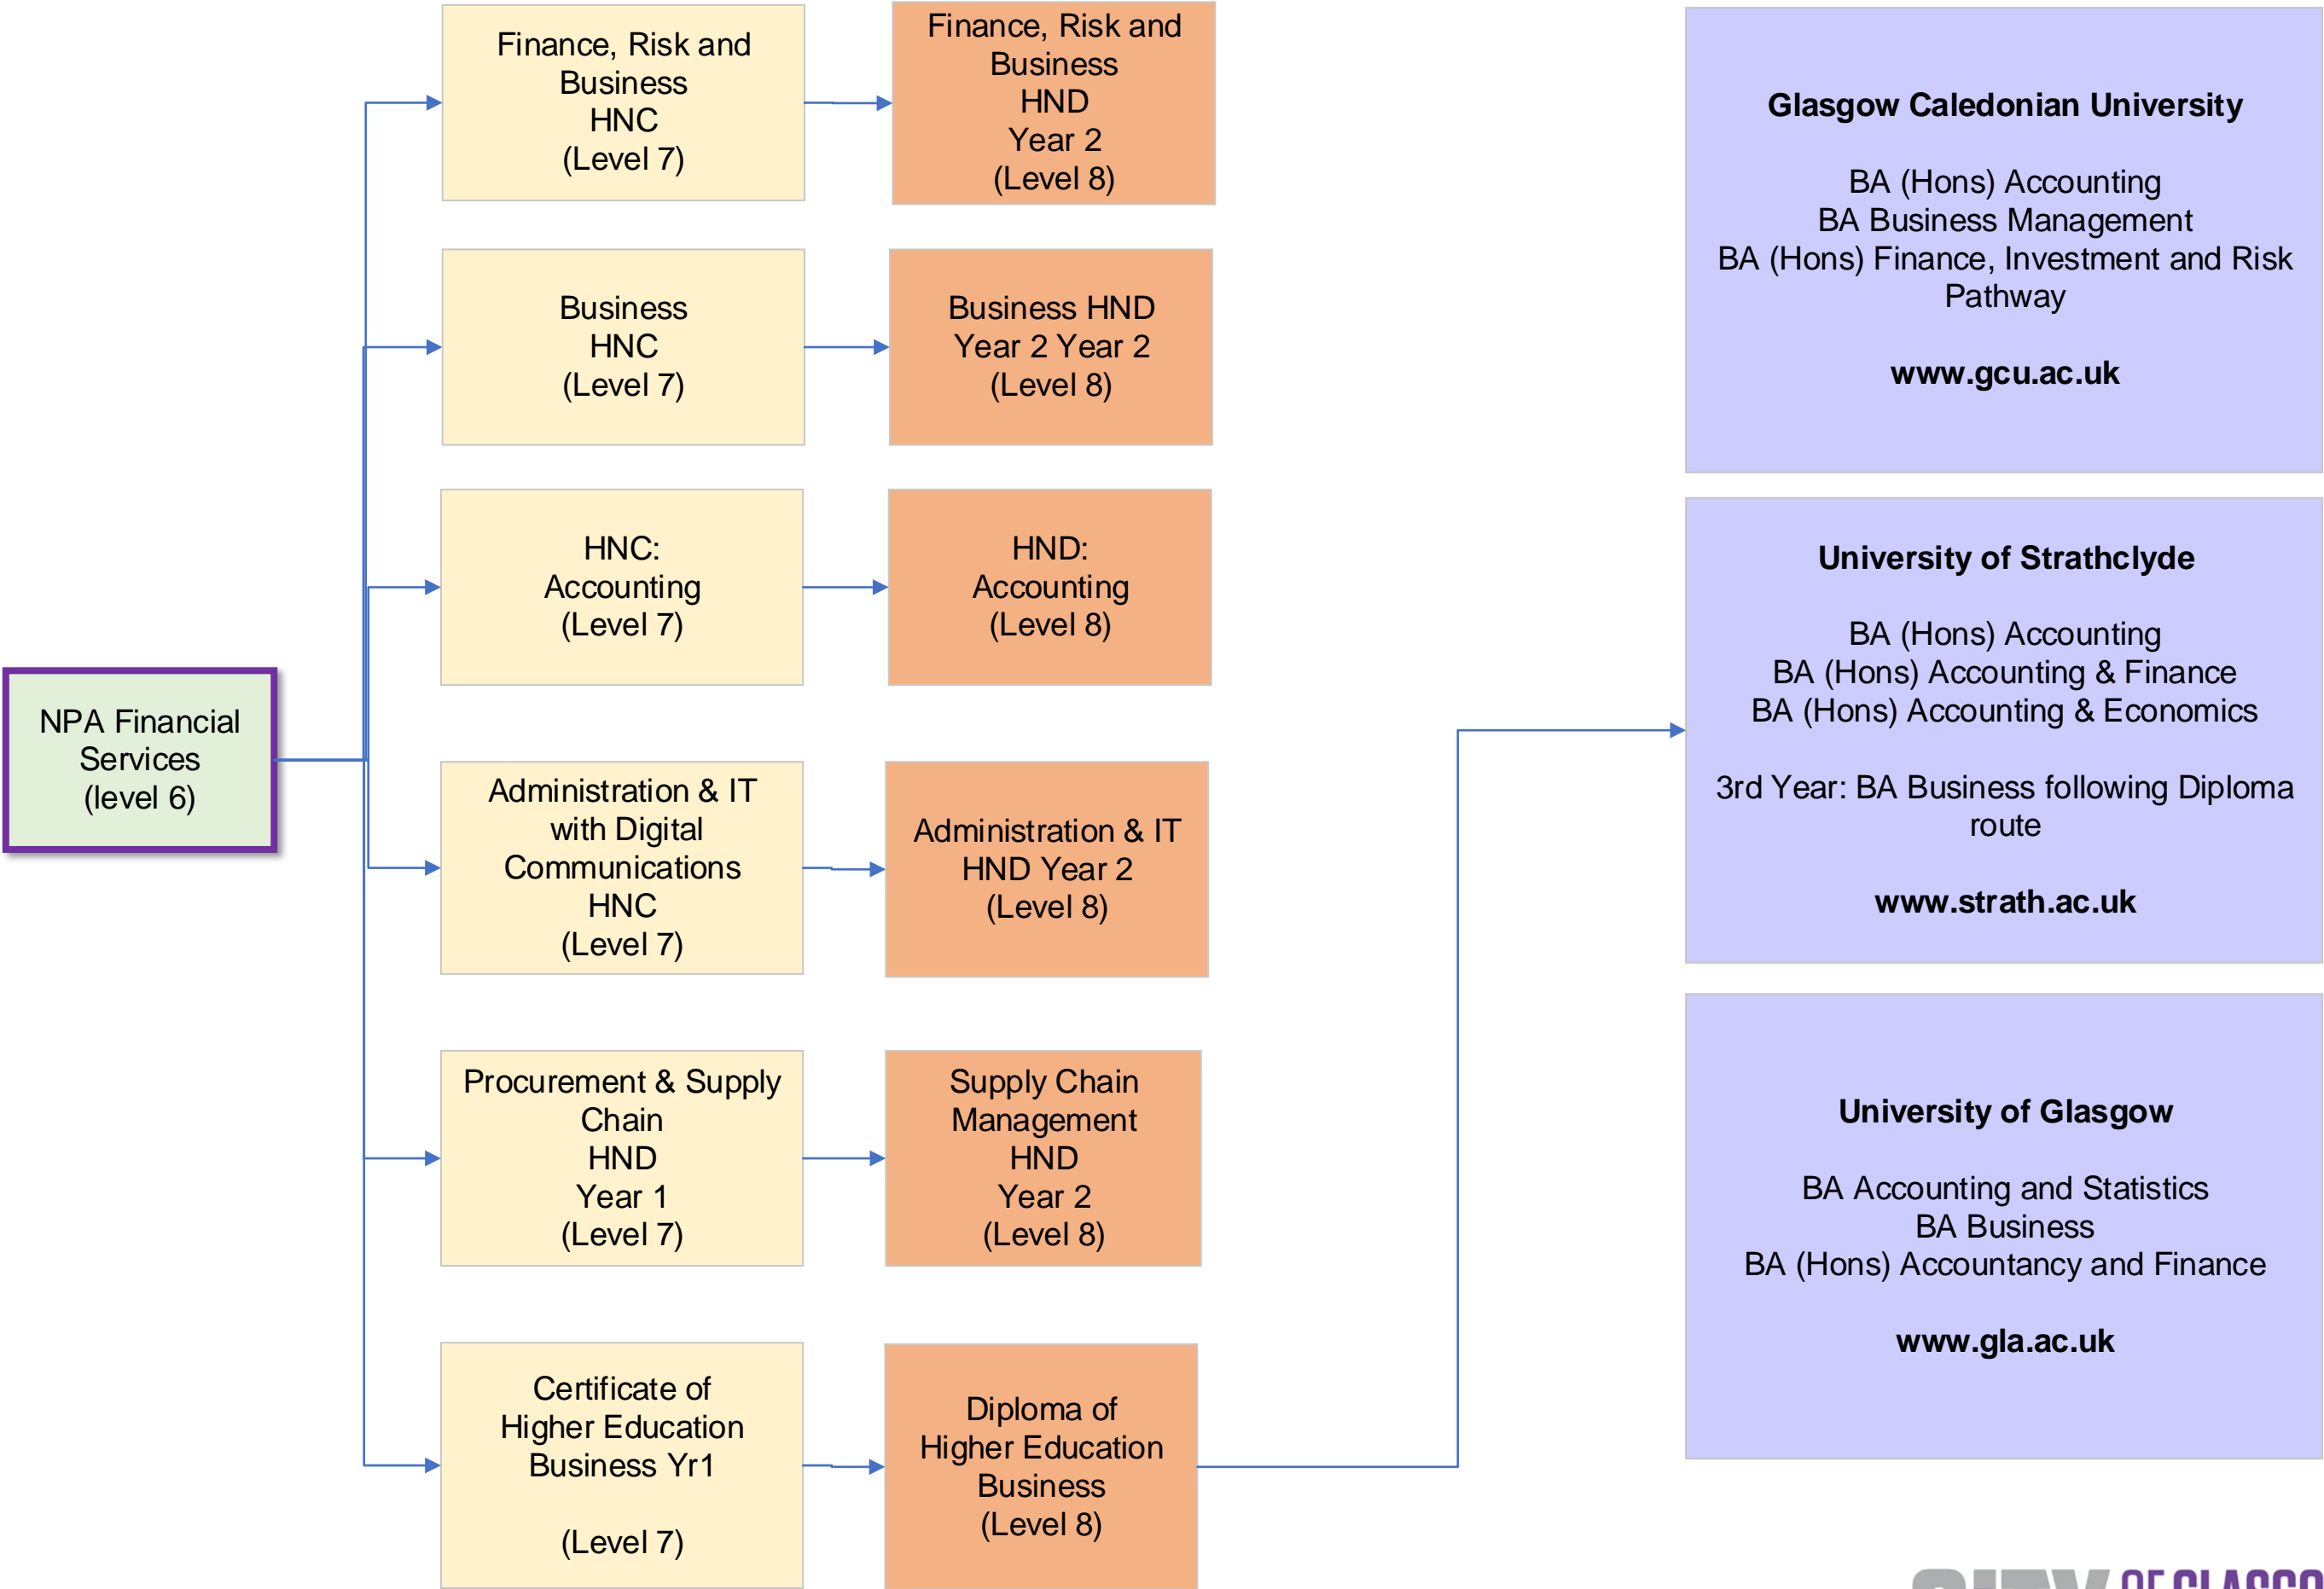 NPA Financial
Services
(level 6)
Finance, Risk and
Business
HNC
(Level 7)
Finance, Risk and
Business
HND
Year 2
(Level 8)
Business
HNC
(Level 7)
Business HND
Year 2 Year 2
(Level 8)
HNC:
Accounting
(Level 7)
HND:
Accounting
(Level 8)
Administration & IT
with Digital
Communications
HNC
(Level 7)
Administration & IT
HND Year 2
(Level 8)
Procurement & Supply
Chain
HND
Year 1
(Level 7)
Supply Chain
Management
HND
Year 2
(Level 8)
Certificate of
Higher Education
Business Yr1
(Level 7)
Diploma of
Higher Education
Business
(Level 8)
Glasgow Caledonian University
BA (Hons) Accounting
BA Business Management
BA (Hons) Finance, Investment and Risk
Pathway
www.gcu.ac.uk
University of Strathclyde
BA (Hons) Accounting
BA (Hons) Accounting & Finance
BA (Hons) Accounting & Economics
3rd Year: BA Business following Diploma
route
www.strath.ac.uk
University of Glasgow
BA Accounting and Statistics
BA Business
BA (Hons) Accountancy and Finance
www.gla.ac.uk